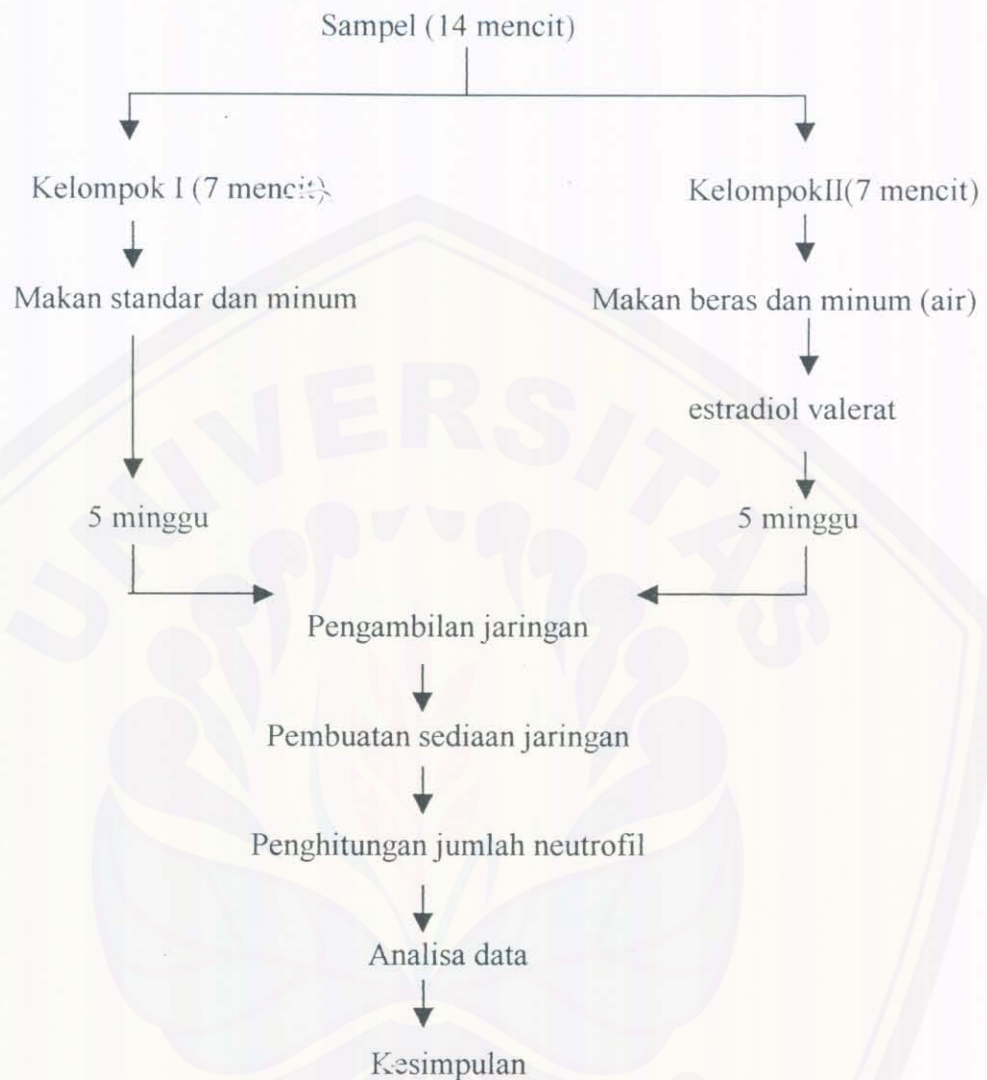 Sampel (14 mencit)
Kelompok I (7 mencit)
KelompokII(7 mencit)
Makan standar dan minum
Makan beras dan minum (air)
estradiol valerat
5 minggu
5 minggu
Pengambilan jaringan
Pembuatan sediaan jaringan
Penghitungan jumlah neutrofil
Analisa data
Kesimpulan
UNIVERSITAS